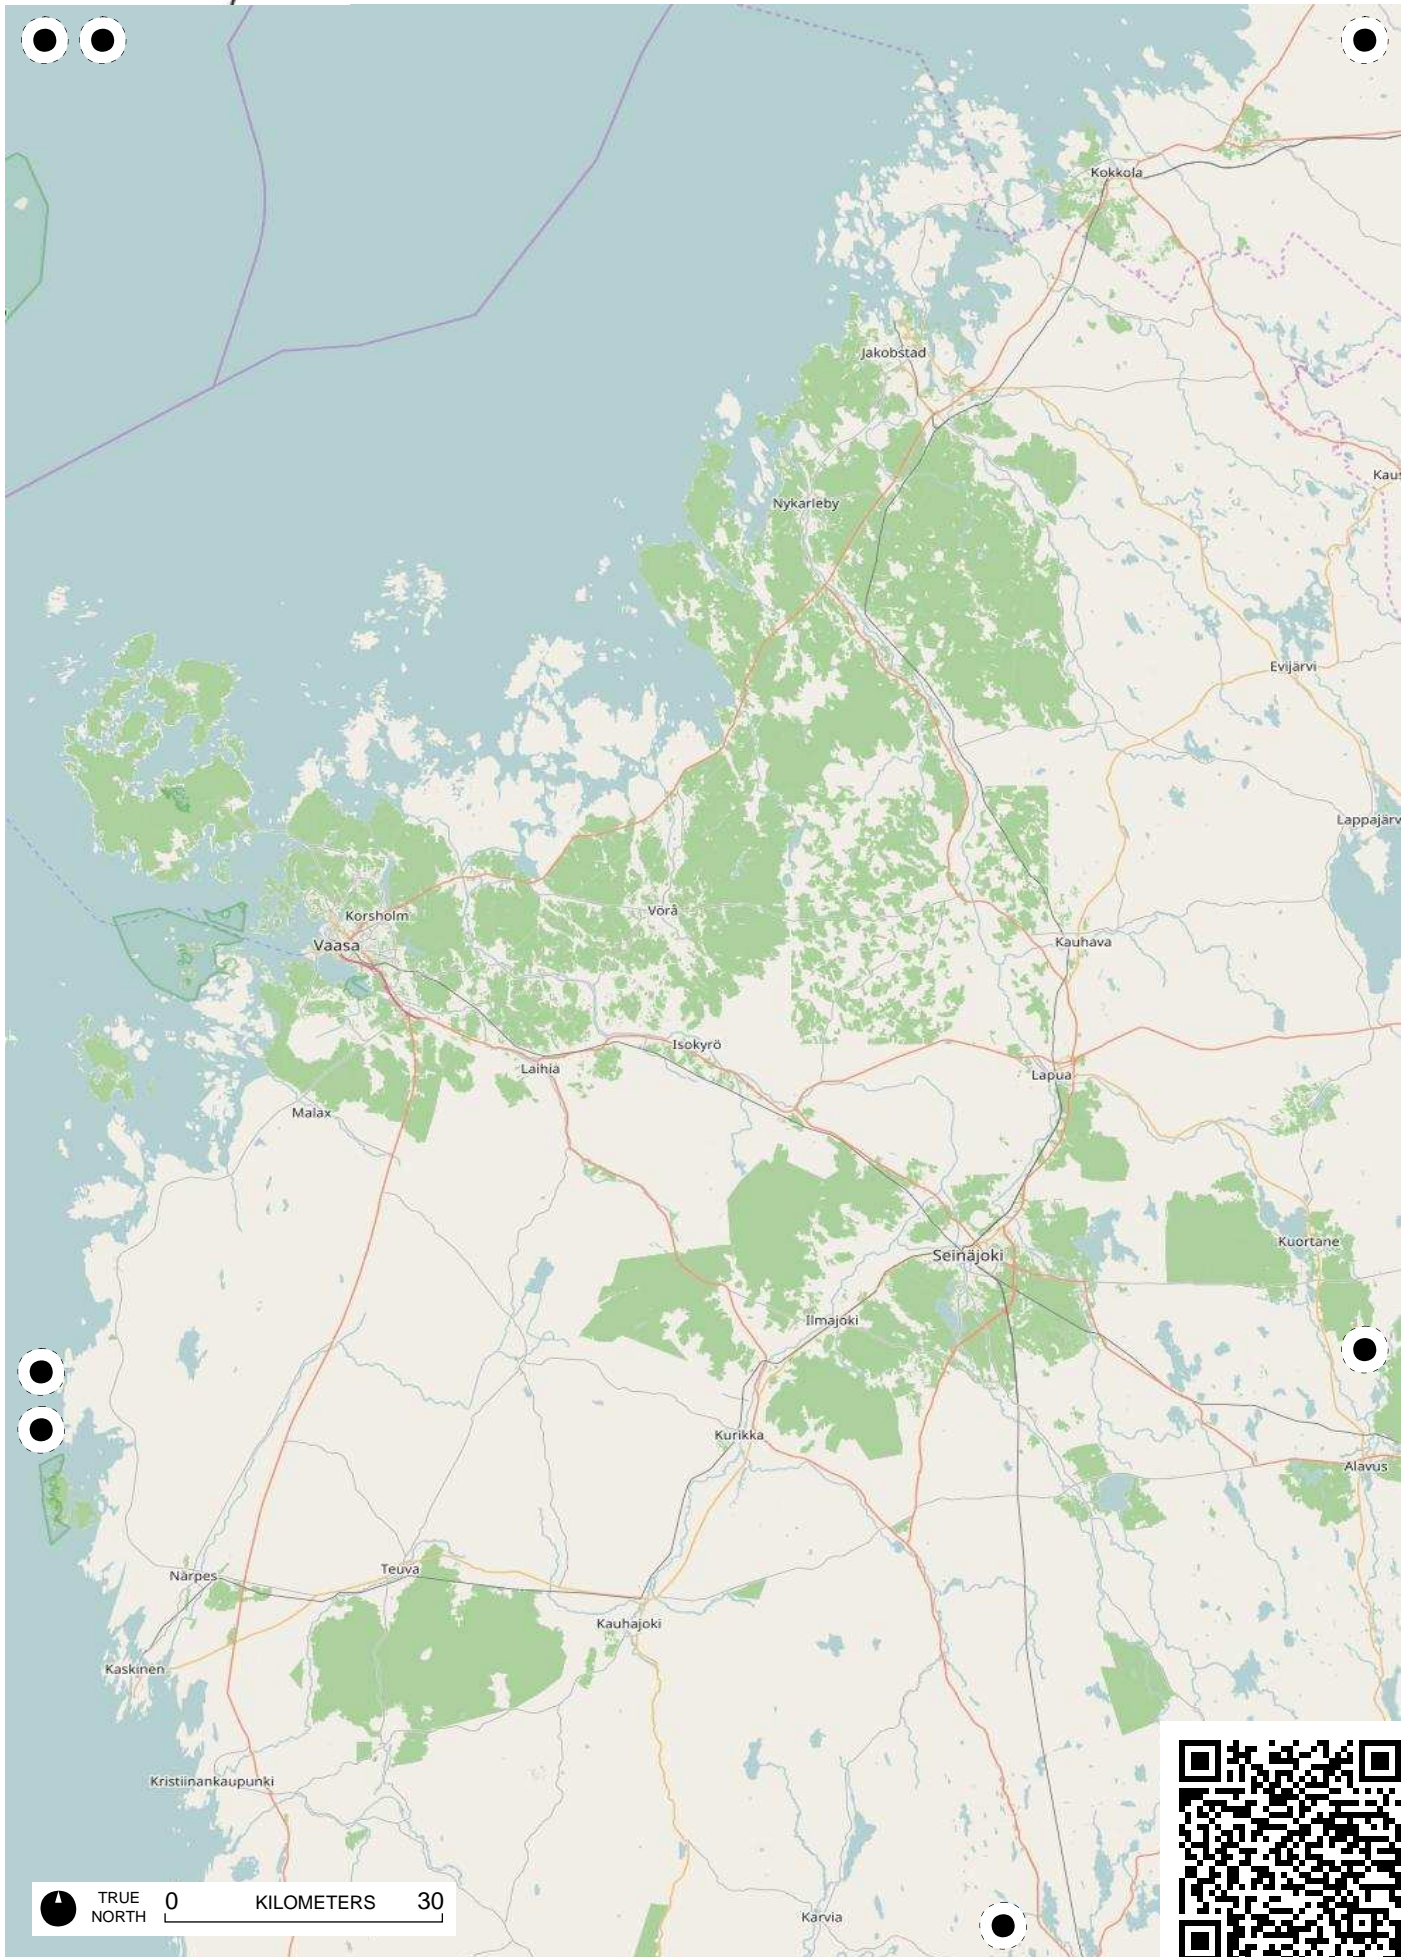 Kokkola
Jakobstad
Kaus
Nykarleby
Evijärvi
Lappajärv
Korsholm
Vörå
Vaasa
Kauhava
Isokyrö
Laihia
Lapua
Malax
Kuortane
Seinäjoki
Ilmajoki
Kurikka
Alavus
Närpes
Teuva
Kauhajoki
Kaskinen
Kristiinankaupunki
TRUE
NORTH
0 KILOMETERS 30
Karvia